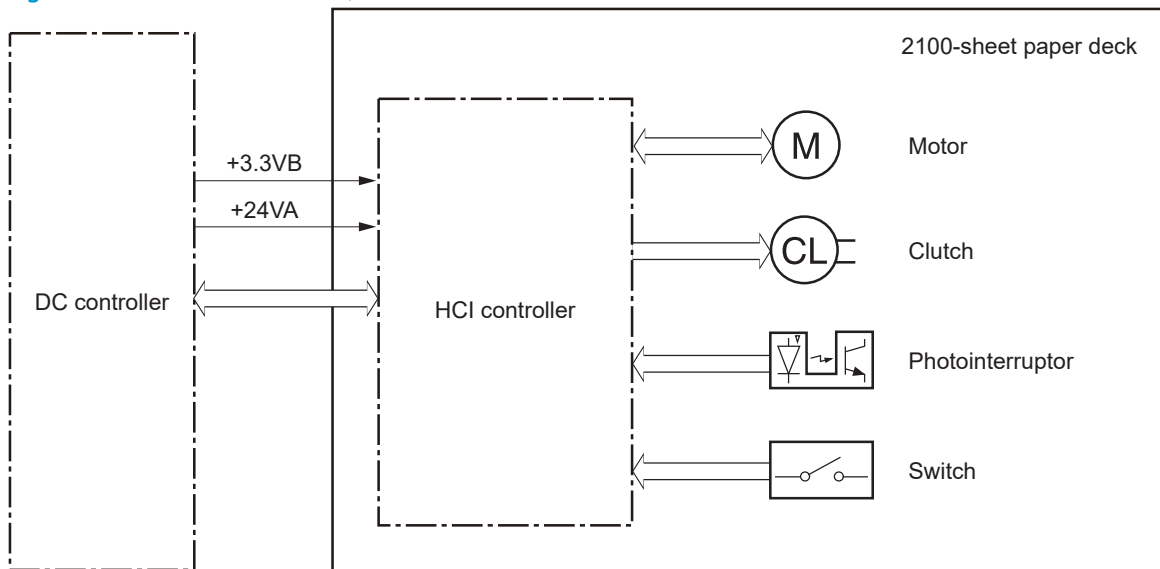 2100-sheet paper deck
+3.3VB
+24VA
DC controller
HCI controller
M
Motor
CL
Clutch
Photointerruptor
Switch